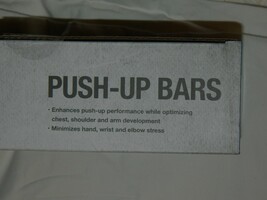 PUSH-UP BARS
· Enhances push-up performance while optimizing
chest, shoulder and arm development
· Minimizes hand, wrist and elbow stress